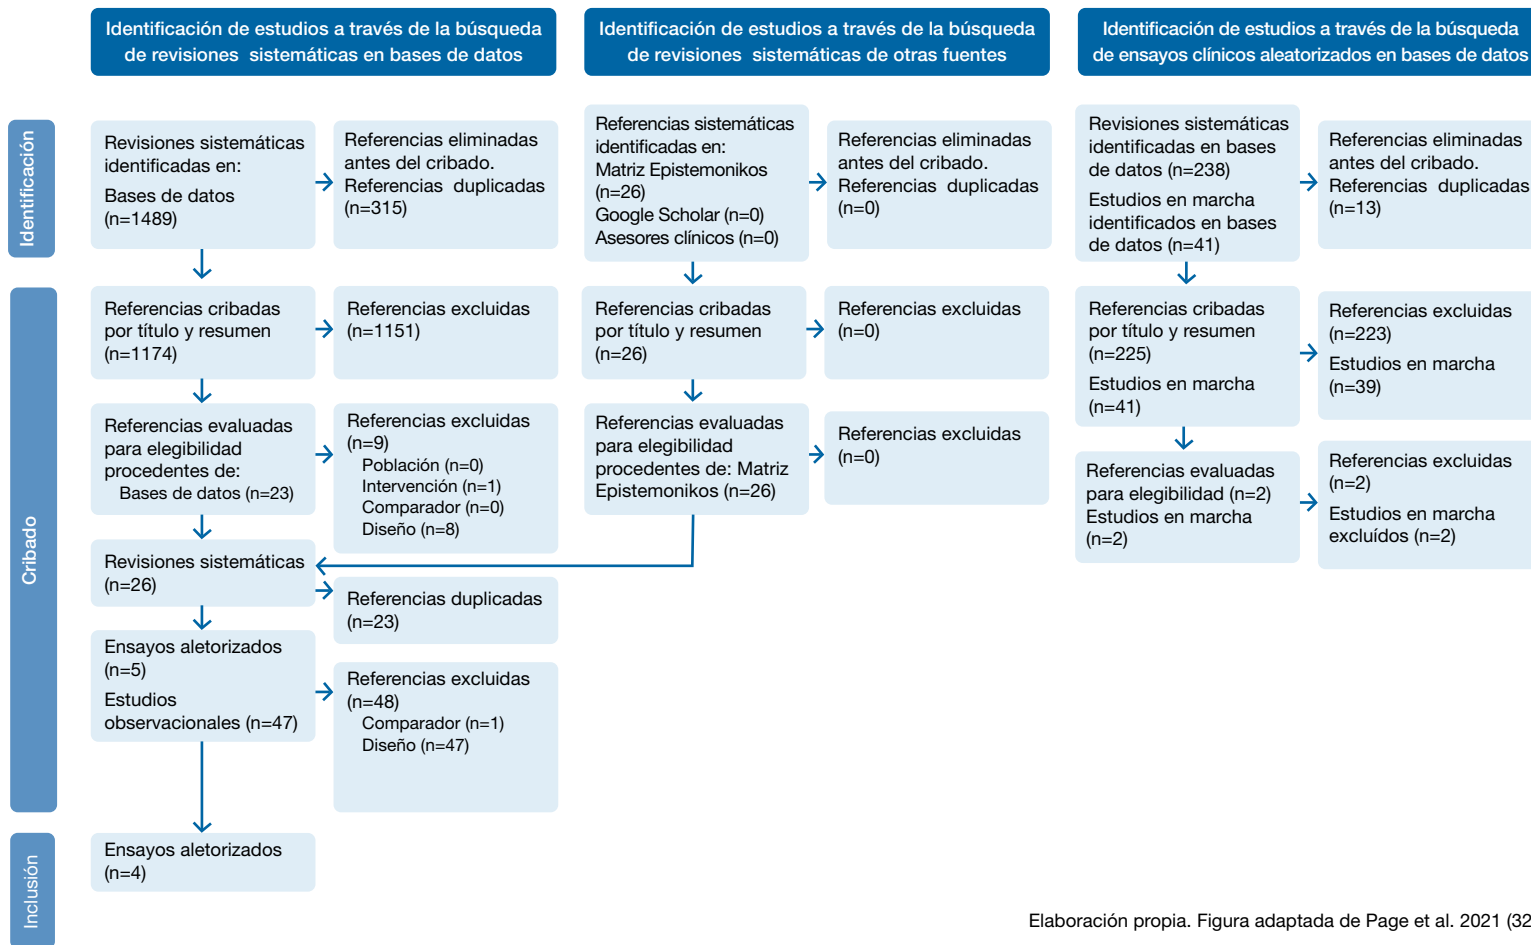 Identificación de estudios a través de la búsqueda
de revisiones sistemáticas en bases de datos
Identificación de estudios a través de la búsqueda
de revisiones sistemáticas de otras fuentes
Identificación de estudios a través de la búsqueda
de ensayos clínicos aleatorizados en bases de datos
Identificación
Revisiones sistemáticas
identificadas en:
Bases de datos
(n=1489)
Referencias eliminadas
antes del cribado.
Referencias duplicadas
(n=315)
Referencias sistemáticas
identificadas en:
Matriz Epistemonikos
(n=26)
Google Scholar (n=0)
Asesores clínicos (n=0)
Referencias eliminadas
antes del cribado.
Referencias duplicadas
(n=0)
Revisiones sistemáticas
identificadas en bases
de datos (n=238)
Estudios en marcha
identificados en bases
de datos (n=41)
Referencias eliminadas
antes del cribado.
Referencias duplicadas
(n=13)
Cribado
Referencias cribadas
por título y resumen
(n=1174)
Referencias excluidas
(n=1151)
Referencias cribadas
por título y resumen
(n=26)
Referencias excluidas
(n=0)
Referencias cribadas
por título y resumen
(n=225)
Estudios en marcha
(n=41)
Referencias excluidas
(n=223)
Estudios en marcha
(n=39)
Referencias evaluadas
para elegibilidad
procedentes de:
Bases de datos (n=23)
Referencias excluidas
(n=9)
Población (n=0)
Intervención (n=1)
Comparador (n=0)
Diseño (n=8)
Referencias evaluadas
para elegibilidad
procedentes de: Matriz
Epistemonikos (n=26)
Referencias excluidas
(n=0)
Referencias evaluadas
para elegibilidad (n=2)
Estudios en marcha
(n=2)
Referencias excluidas
(n=2)
Estudios en marcha
excluídos (n=2)
Revisiones sistemáticas
(n=26)
Referencias duplicadas
(n=23)
Ensayos aletorizados
(n=5)
Estudios
observacionales (n=47)
Referencias excluidas
(n=48)
Comparador (n=1)
Diseño (n=47)
Inclusión
Ensayos aletorizados
(n=4)
Elaboración propia. Figura adaptada de Page et al. 2021 (32